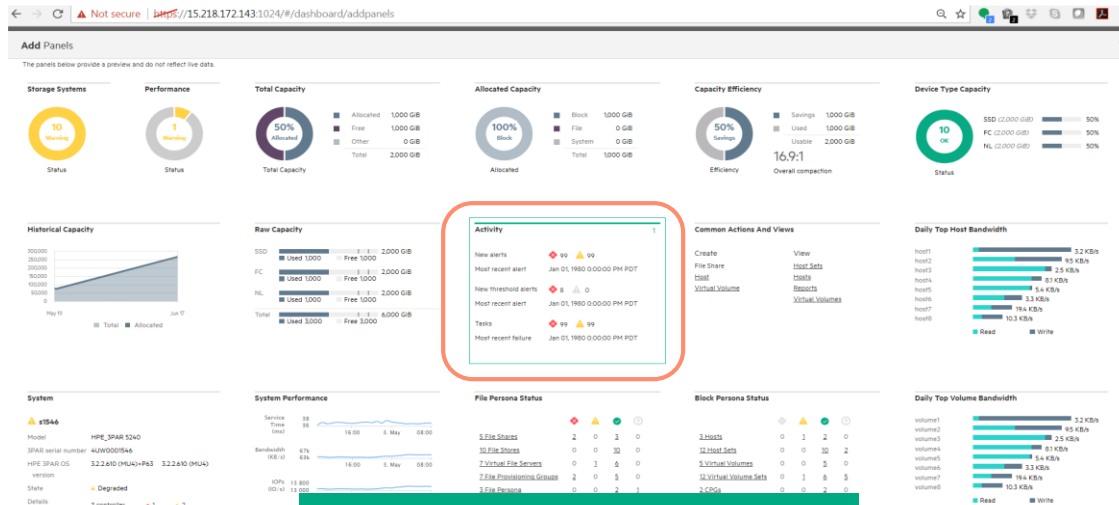 Not secure | https://15.218.172.143:1024/#/dashboard/addpanels
2
2
Add Panels
The panels below provide a preview and do not reflect live data.
Storage Systems
10
Warning
Status
Performance
1
Warning
Status
Total Capacity
50%
Allocated
Total Capacity
Allocated 1,000 GiB
Free 1,000 GiB
Other 0 GiB
Total 2,000 GiB
Allocated Capacity
100%
Block
Allocated
Block 1,000 GiB
File 0 GiB
System 0 GiB
Total 1,000 GiB
Capacity Efficiency
50%
Savings
Efficiency
Savings 1,000 GiB
Used 1,000 GiB
Usable 2,000 GiB
16.9:1
Overall compaction
Device Type Capacity
10
OK
Status
SSD (2,000 GiB) 50%
FC (2,000 GiB) 50%
NL (2,000 GiB) 50%
Historical Capacity
300,000
250,000
200,000
150,000
100,000
50,000
0
May 19 Jun 17
Total Allocated
Raw Capacity
SSD 2,000 GiB
Used 1,000 Free 1,000
FC 2,000 GiB
Used 1,000 Free 1,000
NL 2,000 GiB
Used 1,000 Free 1,000
Total 6,000 GiB
Used 3,000 Free 3,000
Activity 1
New alerts 99 99
Most recent alert Jan 01, 1980 0:00:00 PM PDT
New threshold alerts 8 0
Most recent alert Jan 01, 1980 0:00:00 PM PDT
Tasks 99 99
Most recent failure Jan 01, 1980 0:00:00 PM PDT
Common Actions And Views
Create
File Share
Host
Virtual Volume
View
Host Sets
Hosts
Reports
Virtual Volumes
Daily Top Host Bandwidth
host1 3.2 KB/s
host2 95 KB/s
host3 2.5 KB/s
host4 8.1 KB/s
host5 5.4 KB/s
host6 3.3 KB/s
host7 19.4 KB/s
host8 10.3 KB/s
Read Write
System
s1546
Model HPE_3PAR 5240
3PAR serial number 4UW0001546
HPE 3PAR OS version 3.2.2.610 (MU4)+P63 3.2.2.610 (MU4)
State Degraded
Details
System Performance
Service Time (ms) 38
38
16:00 3. May 08:00
Bandwidth (KB/s) 67k
63k
16:00 3. May 08:00
IOPs (IO/s) 13.800
13.000
File Persona Status
5 File Shares 2 0 3 0
10 File Stores 0 0 10 0
7 Virtual File Servers 0 1 6 0
7 File Provisioning Groups 2 0 5 0
3 File Persona 0 0 2 1
Block Persona Status
3 Hosts 0 1 2 0
12 Host Sets 0 0 10 2
5 Virtual Volumes 0 0 5 0
12 Virtual Volume Sets 0 1 6 5
2 CPGs 0 0 2 0
Daily Top Volume Bandwidth
volume1 3.2 KB/s
volume2 95 KB/s
volume3 2.5 KB/s
volume4 8.1 KB/s
volume5 5.4 KB/s
volume6 3.3 KB/s
volume7 19.4 KB/s
volume8 10.3 KB/s
Read Write